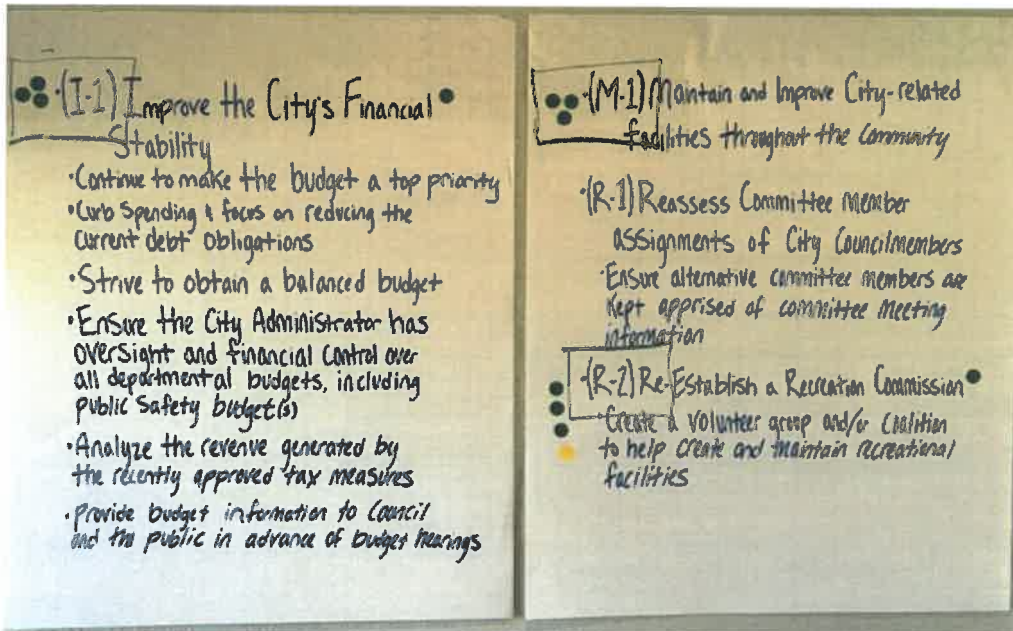 ·(I-1) Improve the City's Financial
Stability
·Continue to make the budget a top priority
·Curb Spending & focus on reducing the
current debt obligations
·Strive to obtain a balanced budget
·Ensure the City Administrator has
oversight and financial control over
all departmental budgets, including
public safety budget(s)
·Analyze the revenue generated by
the recently approved tax measures
·Provide budget information to Council
and the public in advance of budget hearings
·(M-1) Maintain and Improve City-related
facilities throughout the Community
·(R-1) Reassess Committee member
assignments of City Councilmembers
·Ensure alternative committee members are
kept apprised of committee meeting
information
·(R-2) Re-Establish a Recreation Commission
·Create a volunteer group and/or Coalition
to help create and maintain recreational
facilities